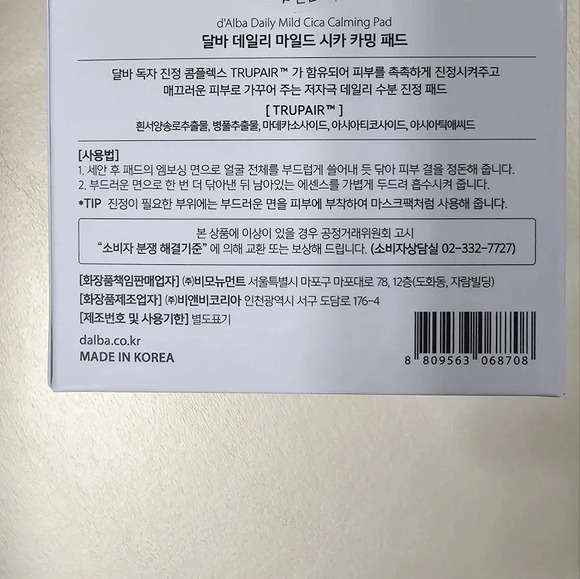 d'Alba Daily Mild Cica Calming Pad
달바 데일리 마일드 시카 카밍 패드
달바 독자 진정 콤플렉스 TRUPAIR™ 가 함유되어 피부를 촉촉하게 진정시켜주고
매끄러운 피부로 가꾸어 주는 저자극 데일리 수분 진정 패드
[ TRUPAIR™ ]
흰서양송로추출물, 병풀추출물, 마데카소사이드, 아시아티코사이드, 아시아틱애씨드
[사용법]
1. 세안 후 패드의 엠보싱 면으로 얼굴 전체를 부드럽게 쓸어내 듯 닦아 피부 결을 정돈해 줍니다.
2. 부드러운 면으로 한 번 더 닦아낸 뒤 남아있는 에센스를 가볍게 두드려 흡수시켜 줍니다.
*TIP 진정이 필요한 부위에는 부드러운 면을 피부에 부착하여 마스크팩처럼 사용해 줍니다.
본 상품에 이상이 있을 경우 공정거래위원회 고시
“소비자 분쟁 해결기준” 에 의해 교환 또는 보상해 드립니다. (소비자상담실 02-332-7727)
[화장품책임판매업자] ㈜비모뉴먼트 서울특별시 마포구 마포대로 78, 12층(도화동, 자람빌딩)
[화장품제조업자] ㈜비앤비코리아 인천광역시 서구 도담로 176-4
[제조번호 및 사용기한] 별도표기
dalba.co.kr
MADE IN KOREA
8 809563 068708